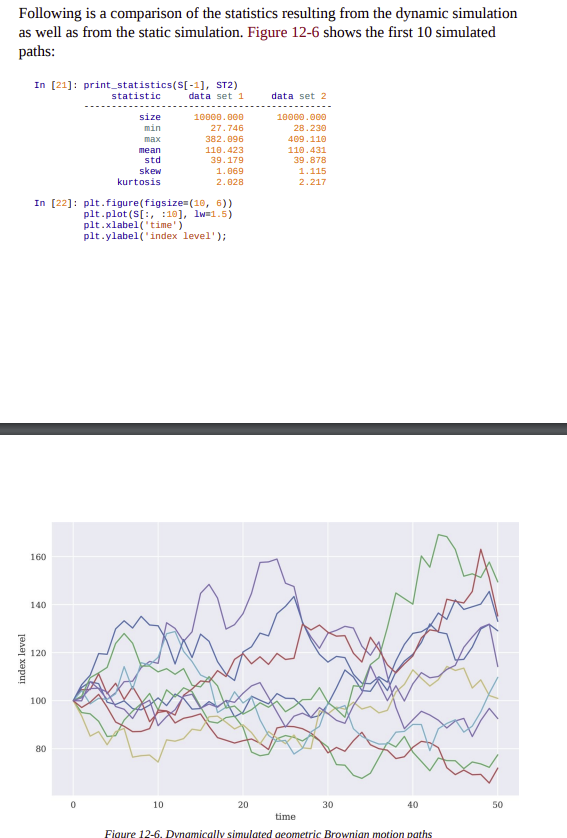 Following is a comparison of the statistics resulting from the dynamic simulation
as well as from the static simulation. Figure 12-6 shows the first 10 simulated
paths:
In [21]: print_statistics(S[-1], ST2)
statistic data set 1 data set 2
---------------------------------------------
size 10000.000 10000.000
min 27.746 28.230
max 382.096 409.110
mean 110.423 110.431
std 39.179 39.878
skew 1.069 1.115
kurtosis 2.028 2.217
In [22]: plt.figure(figsize=(10, 6))
plt.plot(S[:, :10], lw=1.5)
plt.xlabel('time')
plt.ylabel('index level');
160
140
120
100
80
index level
0 10 20 30 40 50
time
Figure 12-6. Dynamically simulated geometric Brownian motion paths